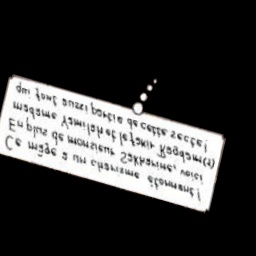 Ce mage a un charisme étonnant!
En plus de monsieur Sakharine, voici
madame Yamilah et le fakir Ragdam(s)
qui font aussi partie de cette secte!